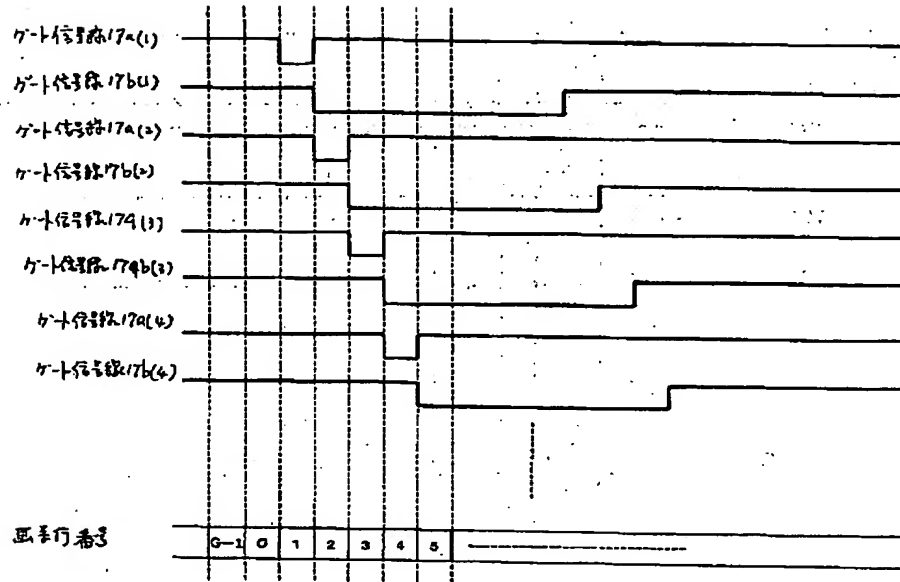 ゲート信号線17a(1)
ゲート信号線17b(1)
ゲート信号線17a(2)
ゲート信号線17b(2)
ゲート信号線17a(3)
ゲート信号線17qb(3)
ゲート信号線17a(4)
ゲート信号線17b(4)
画素行番号 G-1 G 1 2 3 4 5